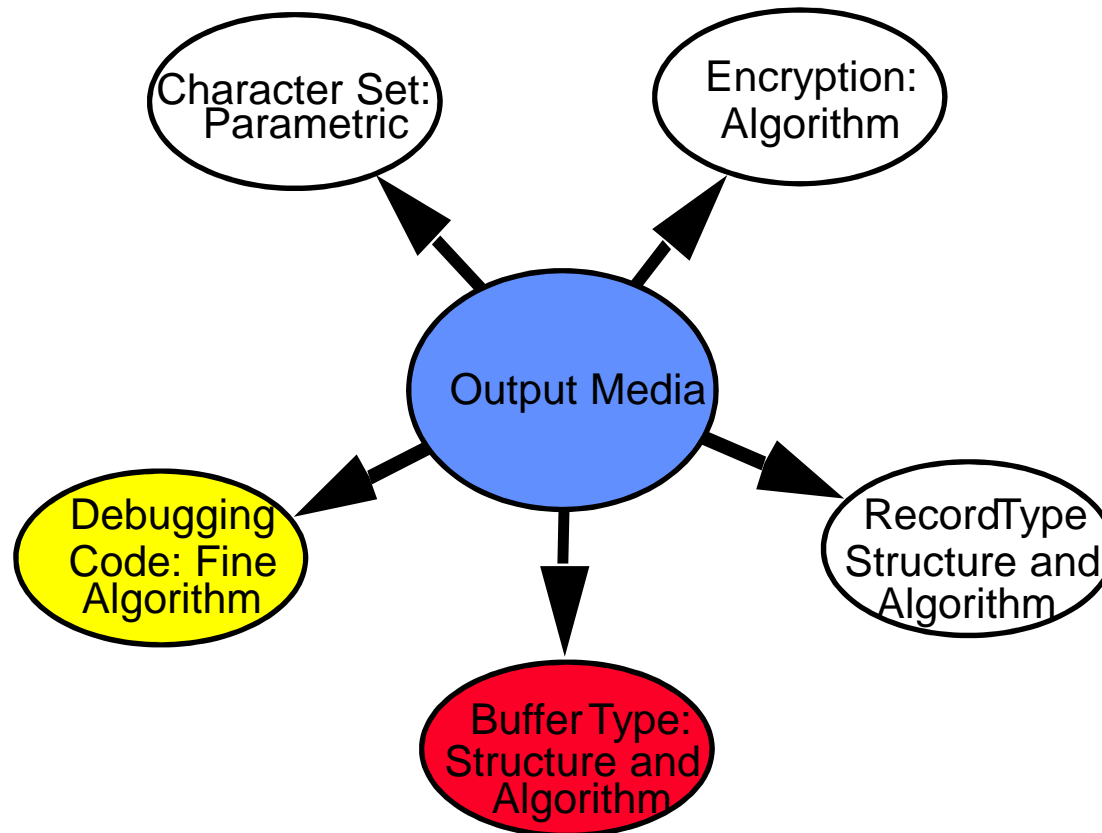 Character Set:
Parametric
Encryption:
Algorithm
Output Media
Debugging
Code: Fine
Algorithm
RecordType
Structure and
Algorithm
Buffer Type:
Structure and
Algorithm